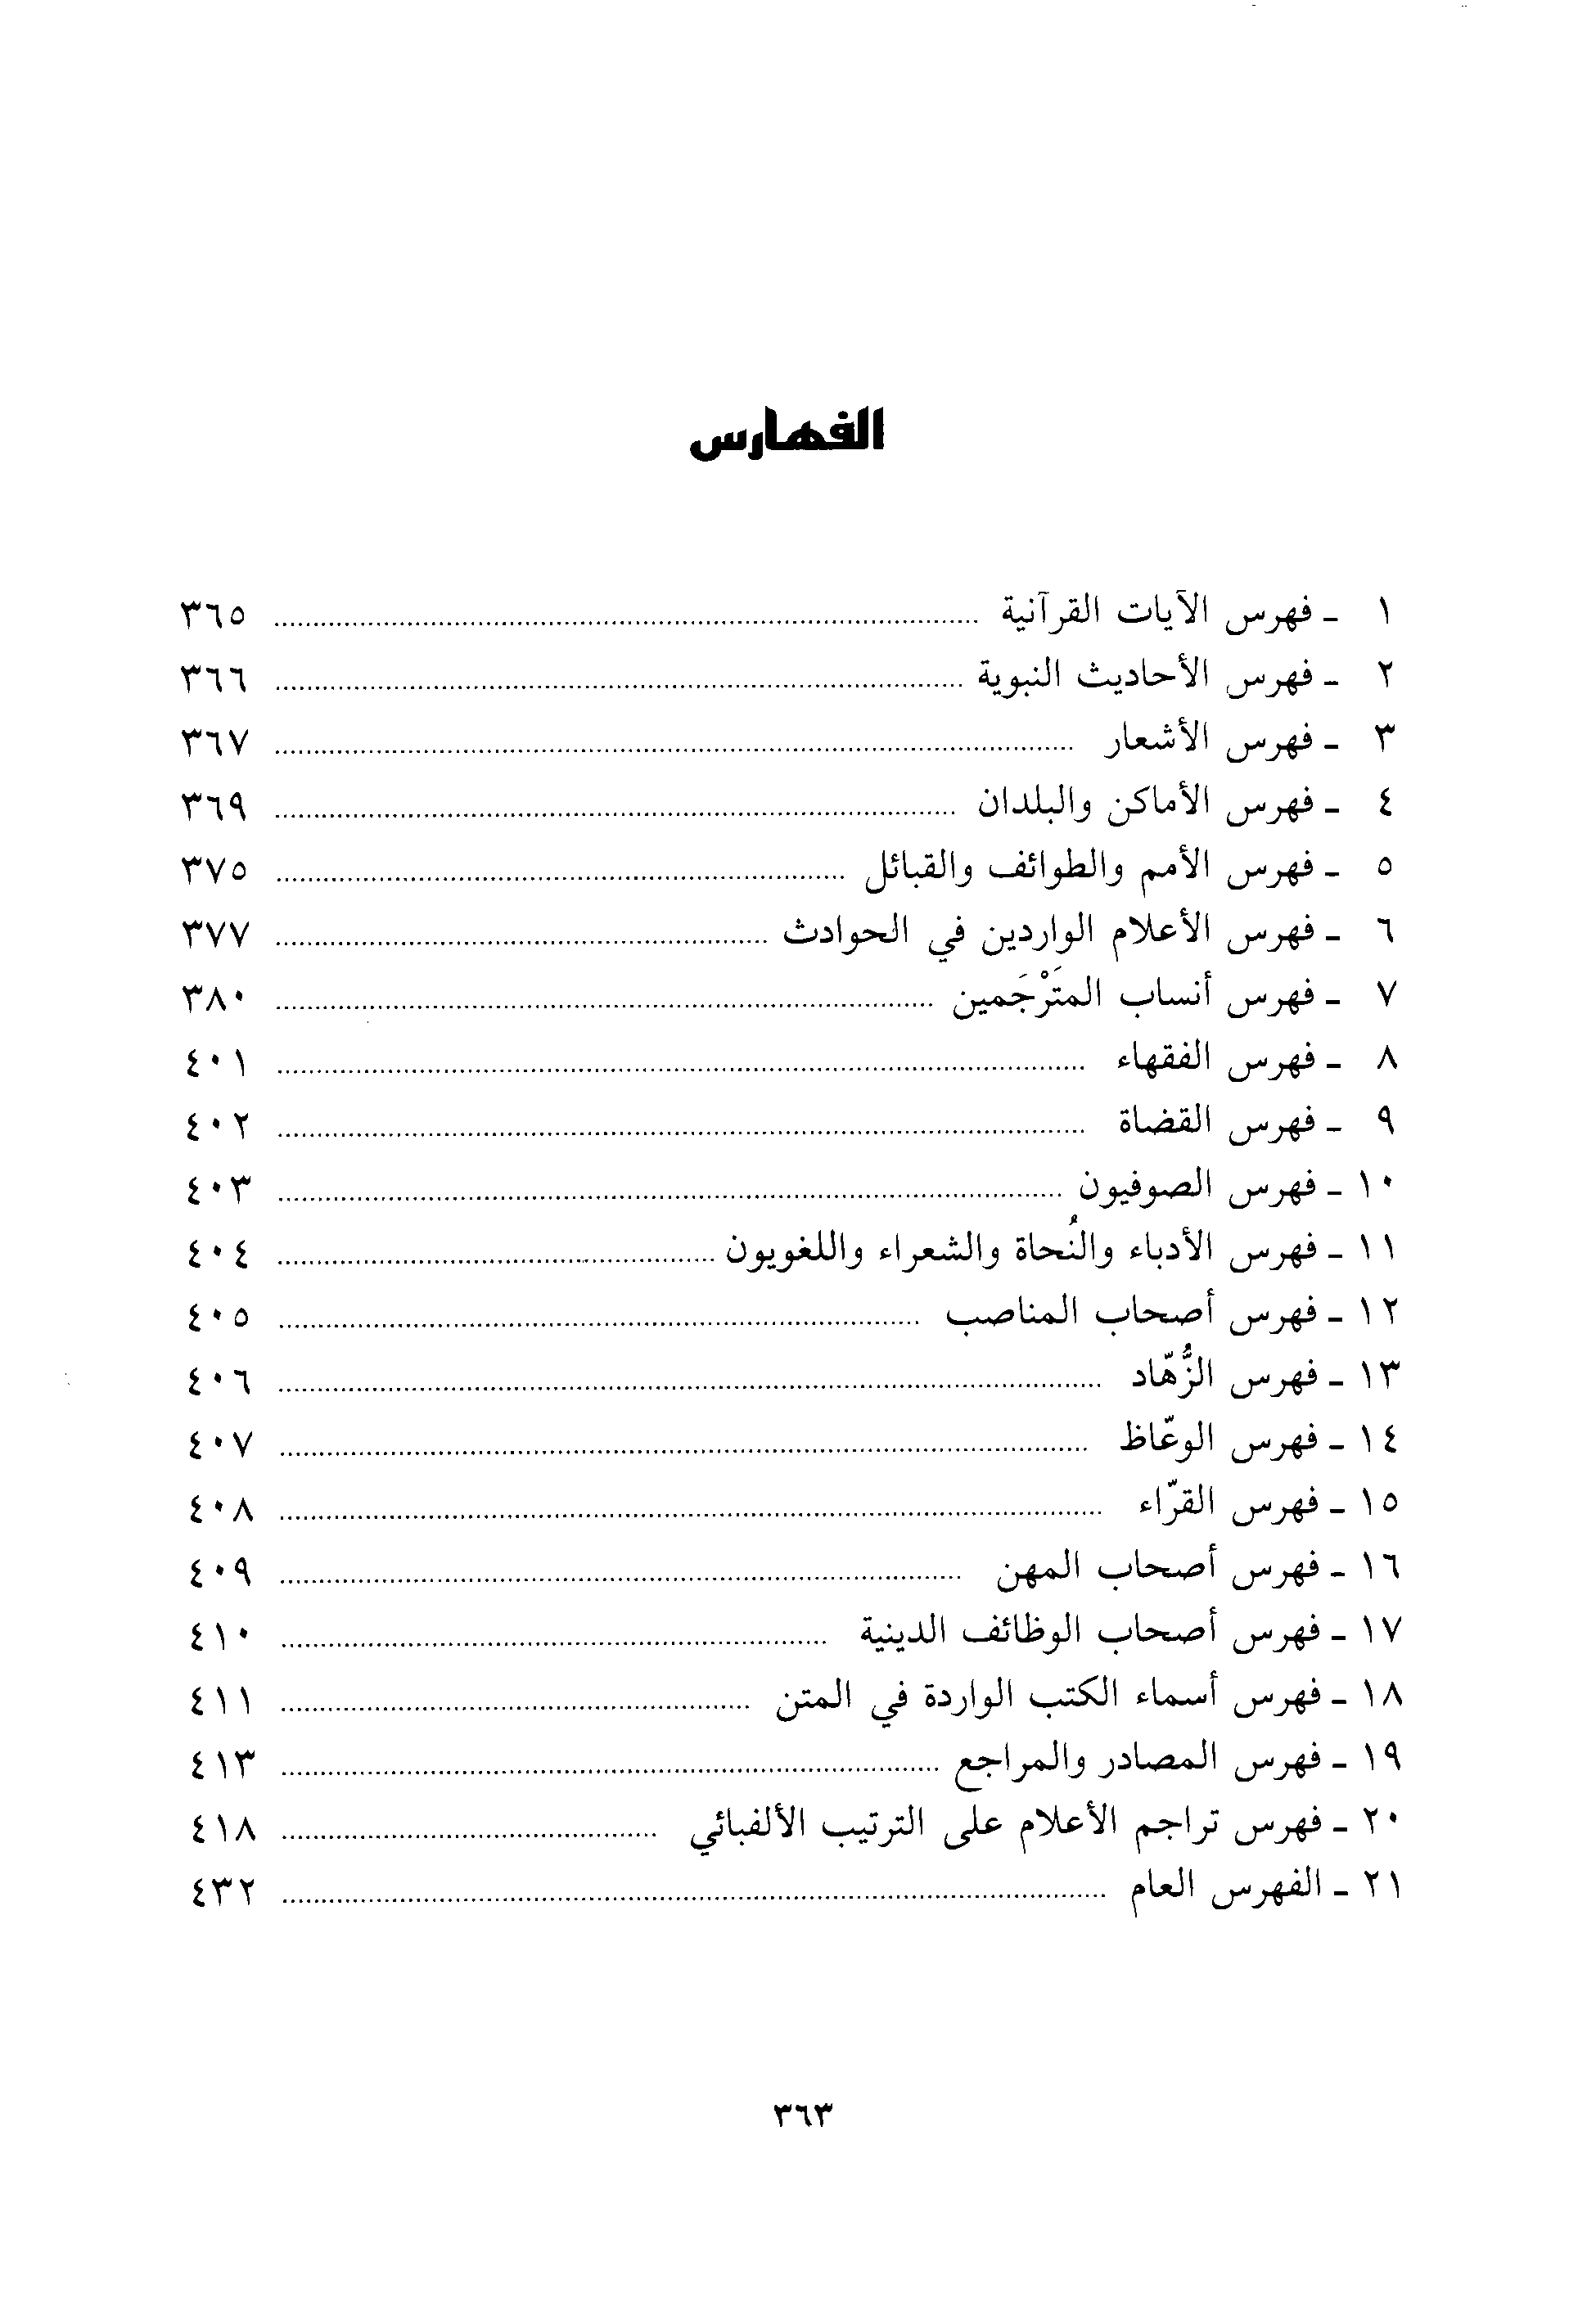 الفهارس
١ ـ فهرس الآيات القرآنية ........ ٣٦٥
٢ ـ فهرس الأحاديث النبوية ........ ٣٦٦
٣ ـ فهرس الأشعار ........ ٣٦٧
٤ ـ فهرس الأماكن والبلدان ........ ٣٦٩
٥ ـ فهرس الأمم والطوائف والقبائل ........ ٣٧٥
٦ ـ فهرس الأعلام الواردين في الحوادث ........ ٣٧٧
٧ ـ فهرس أنساب المتَرْجَمين ........ ٣٨٠
٨ ـ فهرس الفقهاء ........ ٤٠١
٩ ـ فهرس القضاة ........ ٤٠٢
١٠ ـ فهرس الصوفيون ........ ٤٠٣
١١ ـ فهرس الأدباء والنُحاة والشعراء واللغويون ........ ٤٠٤
١٢ ـ فهرس أصحاب المناصب ........ ٤٠٥
١٣ ـ فهرس الزُّهّاد ........ ٤٠٦
١٤ ـ فهرس الوعّاظ ........ ٤٠٧
١٥ ـ فهرس القرّاء ........ ٤٠٨
١٦ ـ فهرس أصحاب المهن ........ ٤٠٩
١٧ ـ فهرس أصحاب الوظائف الدينية ........ ٤١٠
١٨ ـ فهرس أسماء الكتب الواردة في المتن ........ ٤١١
١٩ ـ فهرس المصادر والمراجع ........ ٤١٣
٢٠ ـ فهرس تراجم الأعلام على الترتيب الألفبائي ........ ٤١٨
٢١ ـ الفهرس العام ........ ٤٣٢
٣٦٣